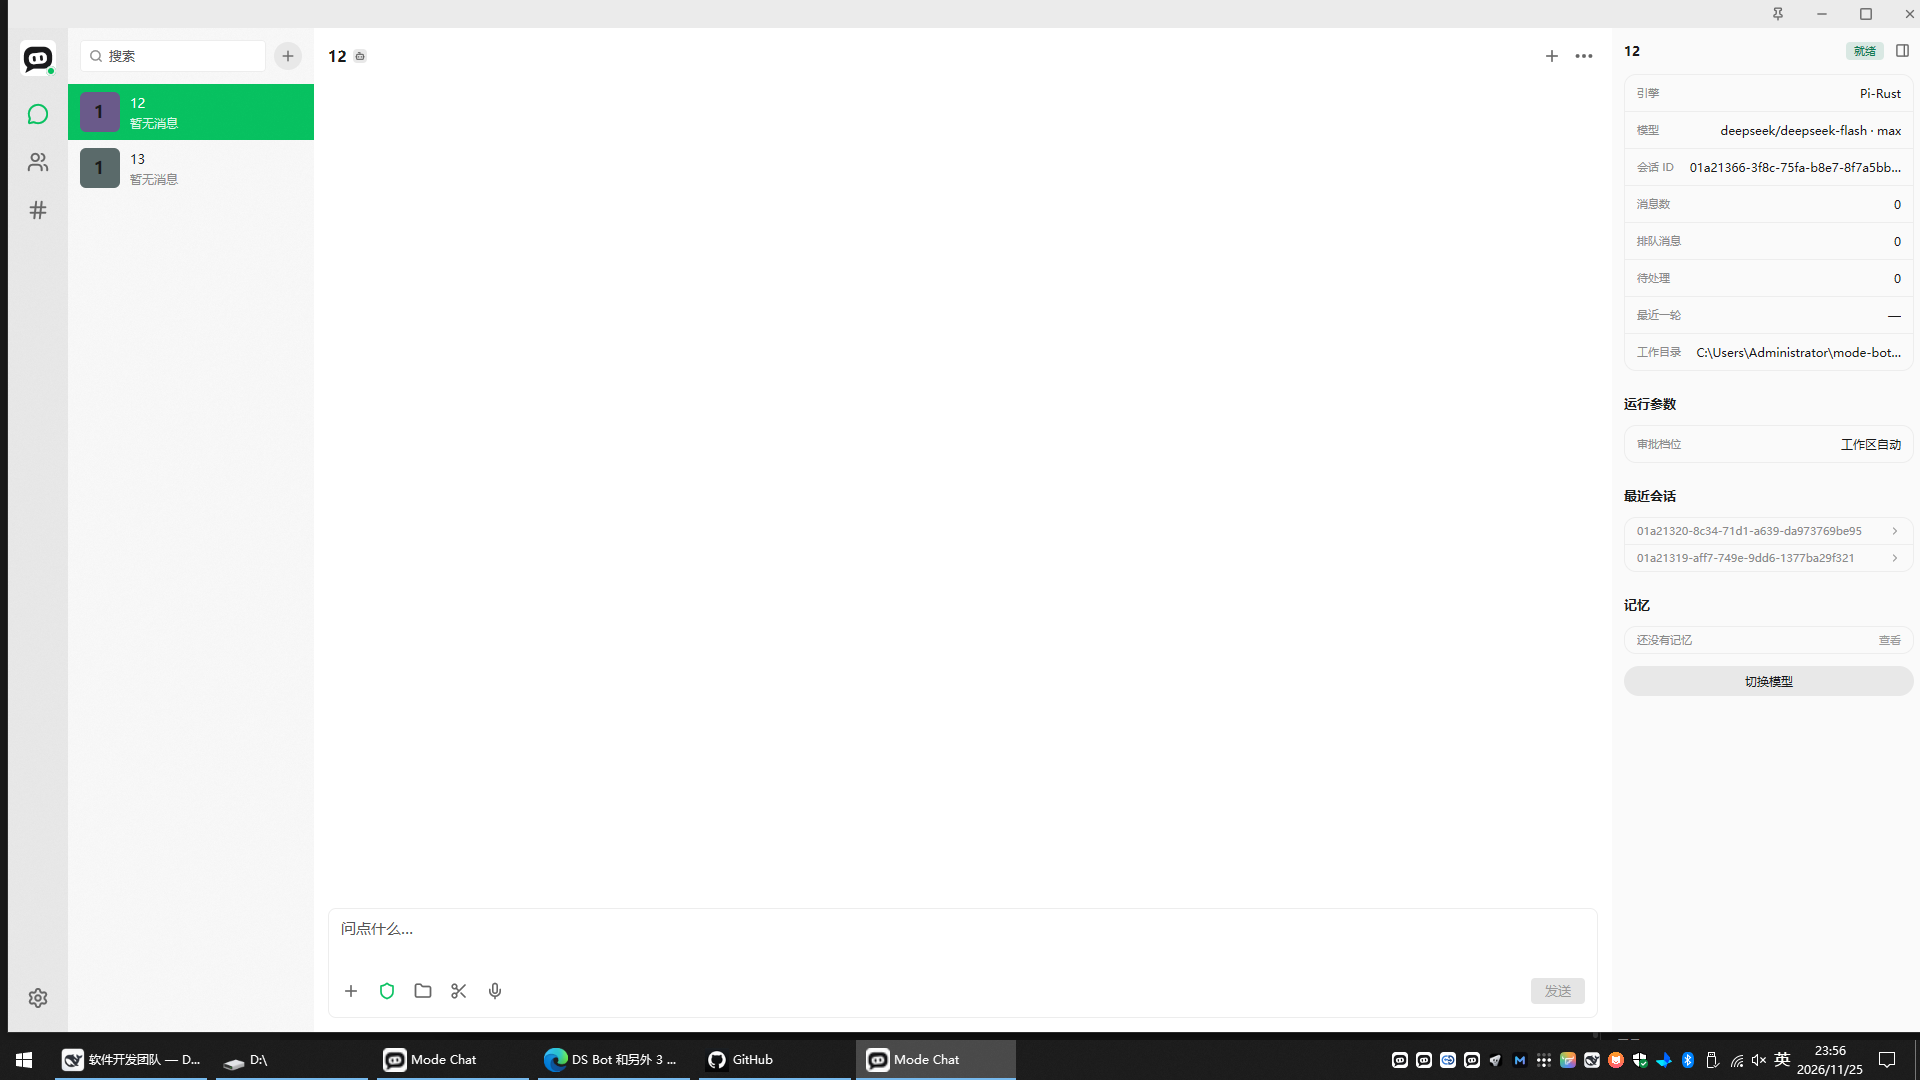 搜索
1
12
暂无消息
1
13
暂无消息
12
问点什么...
发送
12
就绪
引擎
Pi-Rust
模型
deepseek/deepseek-flash · max
会话 ID
01a21366-3f8c-75fa-b8e7-8f7a5bb...
消息数
0
排队消息
0
待处理
0
最近一轮
—
工作目录
C:\Users\Administrator\mode-bot...
运行参数
审批档位
工作区自动
最近会话
01a21320-8c34-71d1-a639-da973769be95
01a21319-aff7-749e-9dd6-1377ba29f321
记忆
还没有记忆
查看
切换模型
软件开发团队 — D...
D:\
Mode Chat
DS Bot 和另外 3 ...
GitHub
Mode Chat
M
英
23:56
2026/11/25